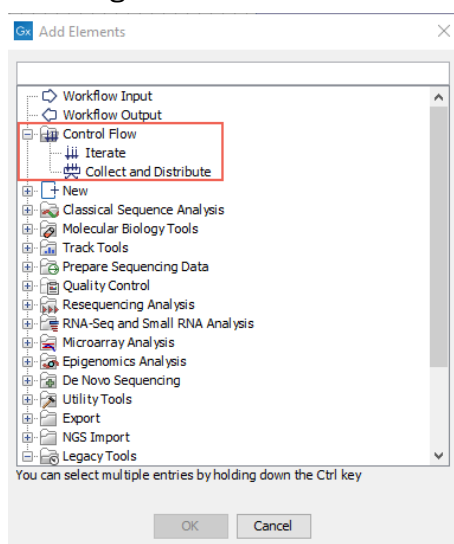 Gx Add Elements
Workflow Input
Workflow Output
Control Flow
Iterate
Collect and Distribute
New
Classical Sequence Analysis
Molecular Biology Tools
Track Tools
Prepare Sequencing Data
Quality Control
Resequencing Analysis
RNA-Seq and Small RNA Analysis
Microarray Analysis
Epigenomics Analysis
De Novo Sequencing
Utility Tools
Export
NGS Import
Legacy Tools
You can select multiple entries by holding down the Ctrl key
OK Cancel